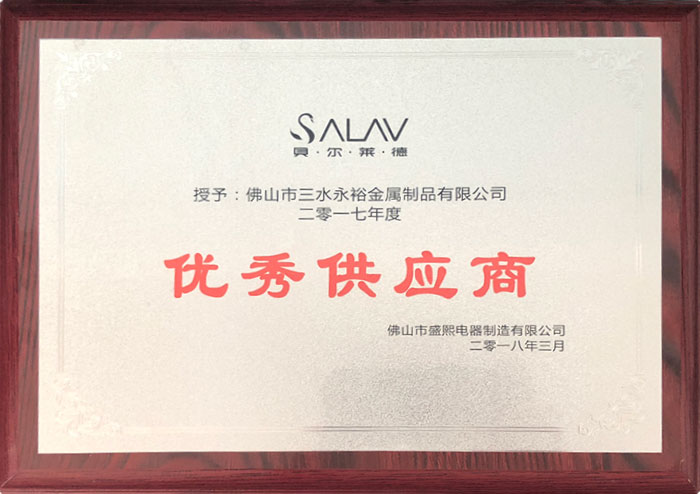 SALAV
贝·尔·莱·德
授予：佛山市三水永裕金属制品有限公司
二零一七年度
优秀供应商
佛山市盛熙电器制造有限公司
二零一八年三月